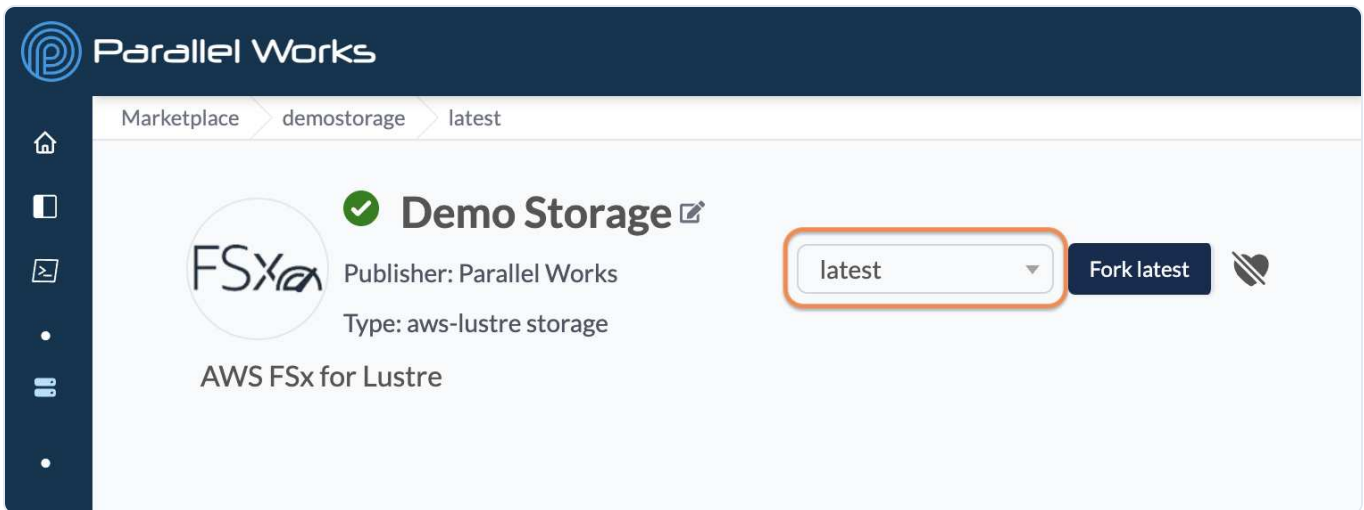 Parallel Works
Marketplace demostorage latest
Demo Storage
FSx
Publisher: Parallel Works
Type: aws-lustre storage
latest
Fork latest
AWS FSx for Lustre